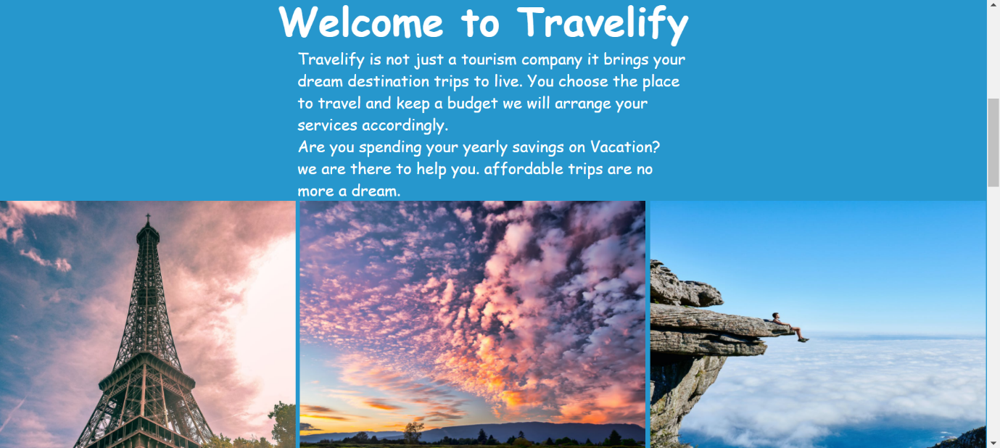 Welcome to Travelify
Travelify is not just a tourism company it brings your
dream destination trips to live. You choose the place
to travel and keep a budget we will arrange your
services accordingly.
Are you spending your yearly savings on Vacation?
we are there to help you. affordable trips are no
more a dream.